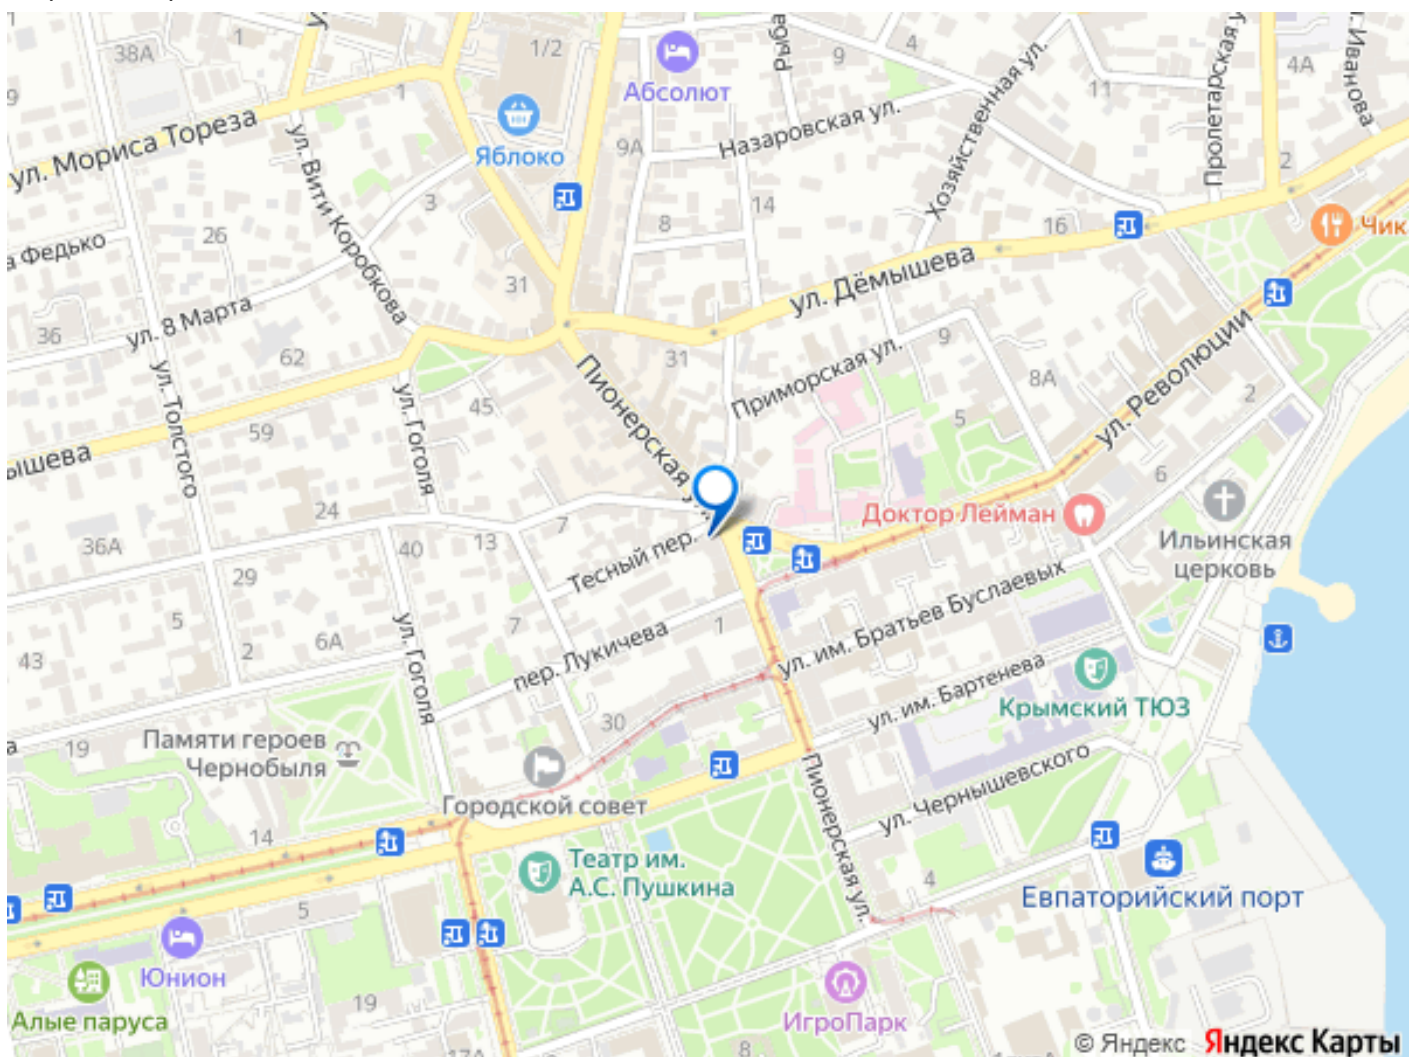 38А
1
1/2
Абсолют
Рыба
9
4
Хозяйственная ул.
11
Пролетарская у
4А
. Иванова
9
ул. Мориса Тореза
1
Яблоко
9А
Назаровская ул.
2
ул. Вити Коробкова
3
14
8
16
Чик
а Федько
26
31
ул. Дёмышева
36
ул. 8 Марта
62
31
9
Приморская ул.
8А
ул. Революции
2
ул. Толстого
ул. Гоголя
45
Пионерская ул.
5
59
ышева
6
24
7
Доктор Лейман
Ильинская
церковь
36А
40
13
Тесный пер.
29
5
6А
2
43
ул. Гоголя
7
пер. Лукичева
1
ул. им. Братьев Буслаевых
ул. им. Бартенева
Крымский ТЮЗ
а
19
Памяти героев
Чернобыля
30
Городской совет
Пионерская ул.
ул. Чернышевского
14
Театр им.
А.С. Пушкина
4
Евпаторийский порт
5
Юнион
19
Алые паруса
ИгроПарк
17А
8
© Яндекс Яндекс Карты